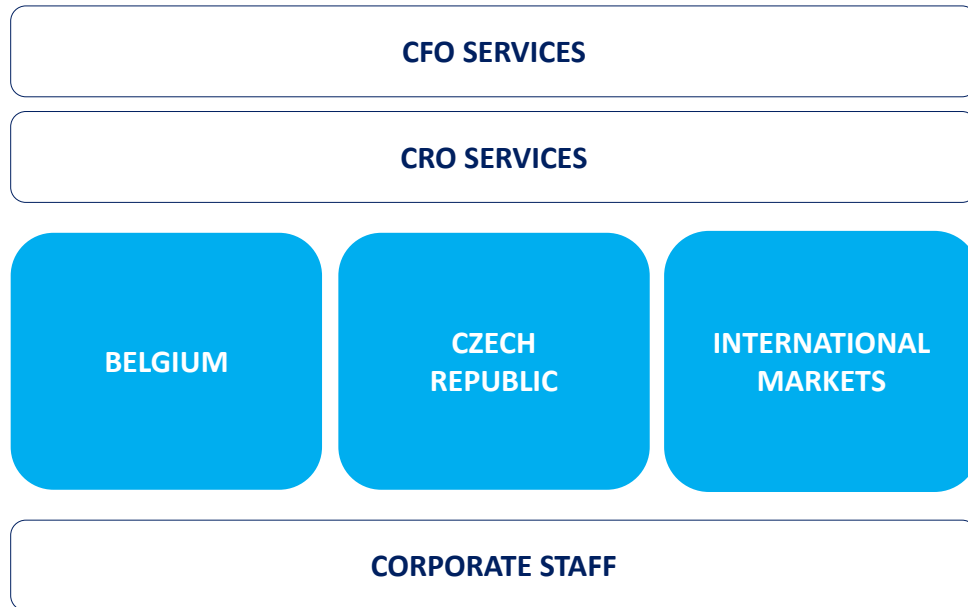 CFO SERVICES
CRO SERVICES
BELGIUM
CZECH
REPUBLIC
INTERNATIONAL
MARKETS
CORPORATE STAFF